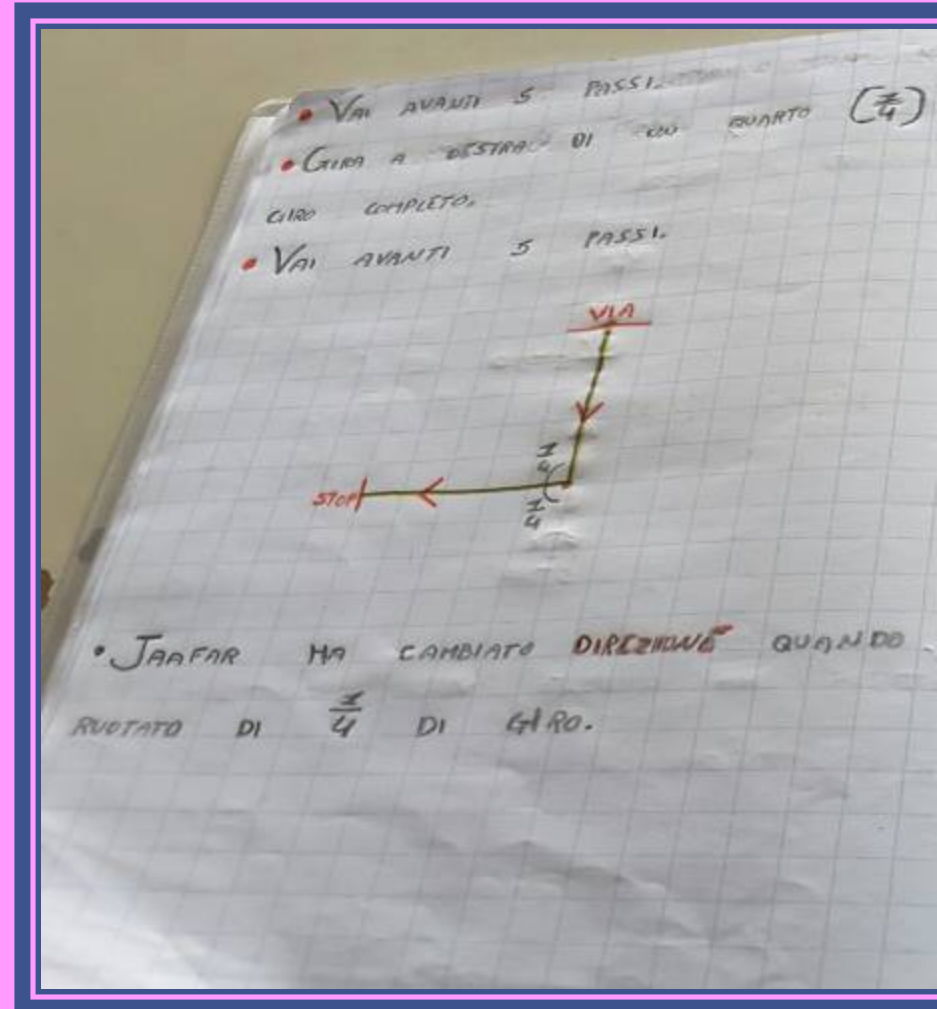 • VAI AVANTI 5 PASSI.
• GIRA A DESTRA DI UN QUARTO (1/4)
GIRO COMPLETO.
• VAI AVANTI 5 PASSI.
VIA
1/4
STOP
1/4
• JAAFAR HA CAMBIATO DIREZIONE QUANDO
RUOTATO DI 1/4 DI GIRO.